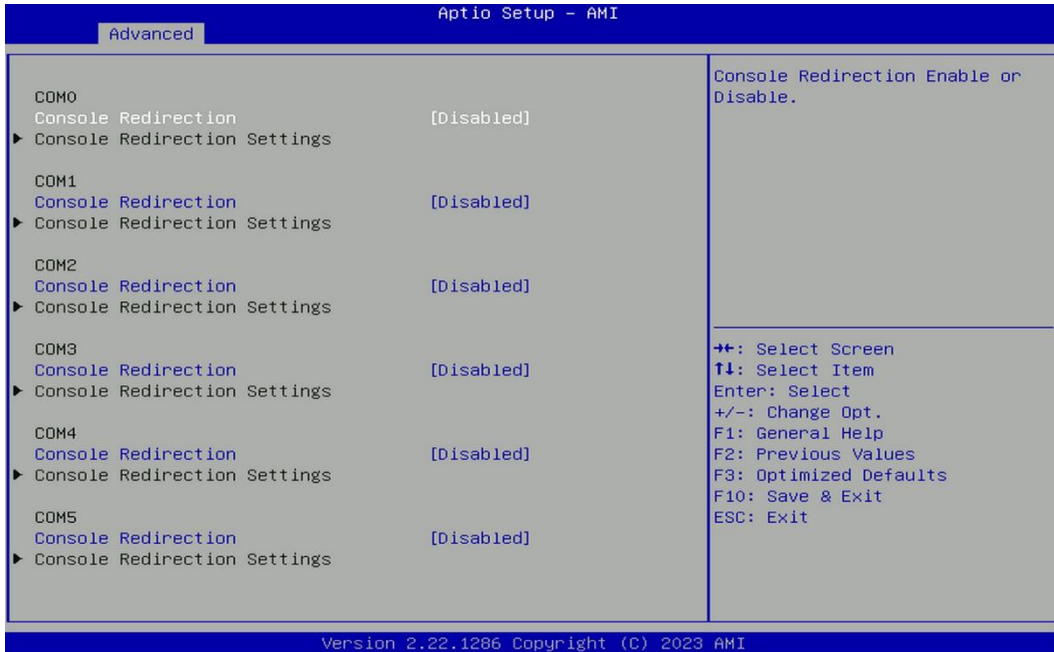 Aptio Setup – AMI
Advanced
COM0
Console Redirection [Disabled]
▶ Console Redirection Settings
COM1
Console Redirection [Disabled]
▶ Console Redirection Settings
COM2
Console Redirection [Disabled]
▶ Console Redirection Settings
COM3
Console Redirection [Disabled]
▶ Console Redirection Settings
COM4
Console Redirection [Disabled]
▶ Console Redirection Settings
COM5
Console Redirection [Disabled]
▶ Console Redirection Settings
Console Redirection Enable or
Disable.
→←: Select Screen
↑↓: Select Item
Enter: Select
+/-: Change Opt.
F1: General Help
F2: Previous Values
F3: Optimized Defaults
F10: Save & Exit
ESC: Exit
Version 2.22.1286 Copyright (C) 2023 AMI